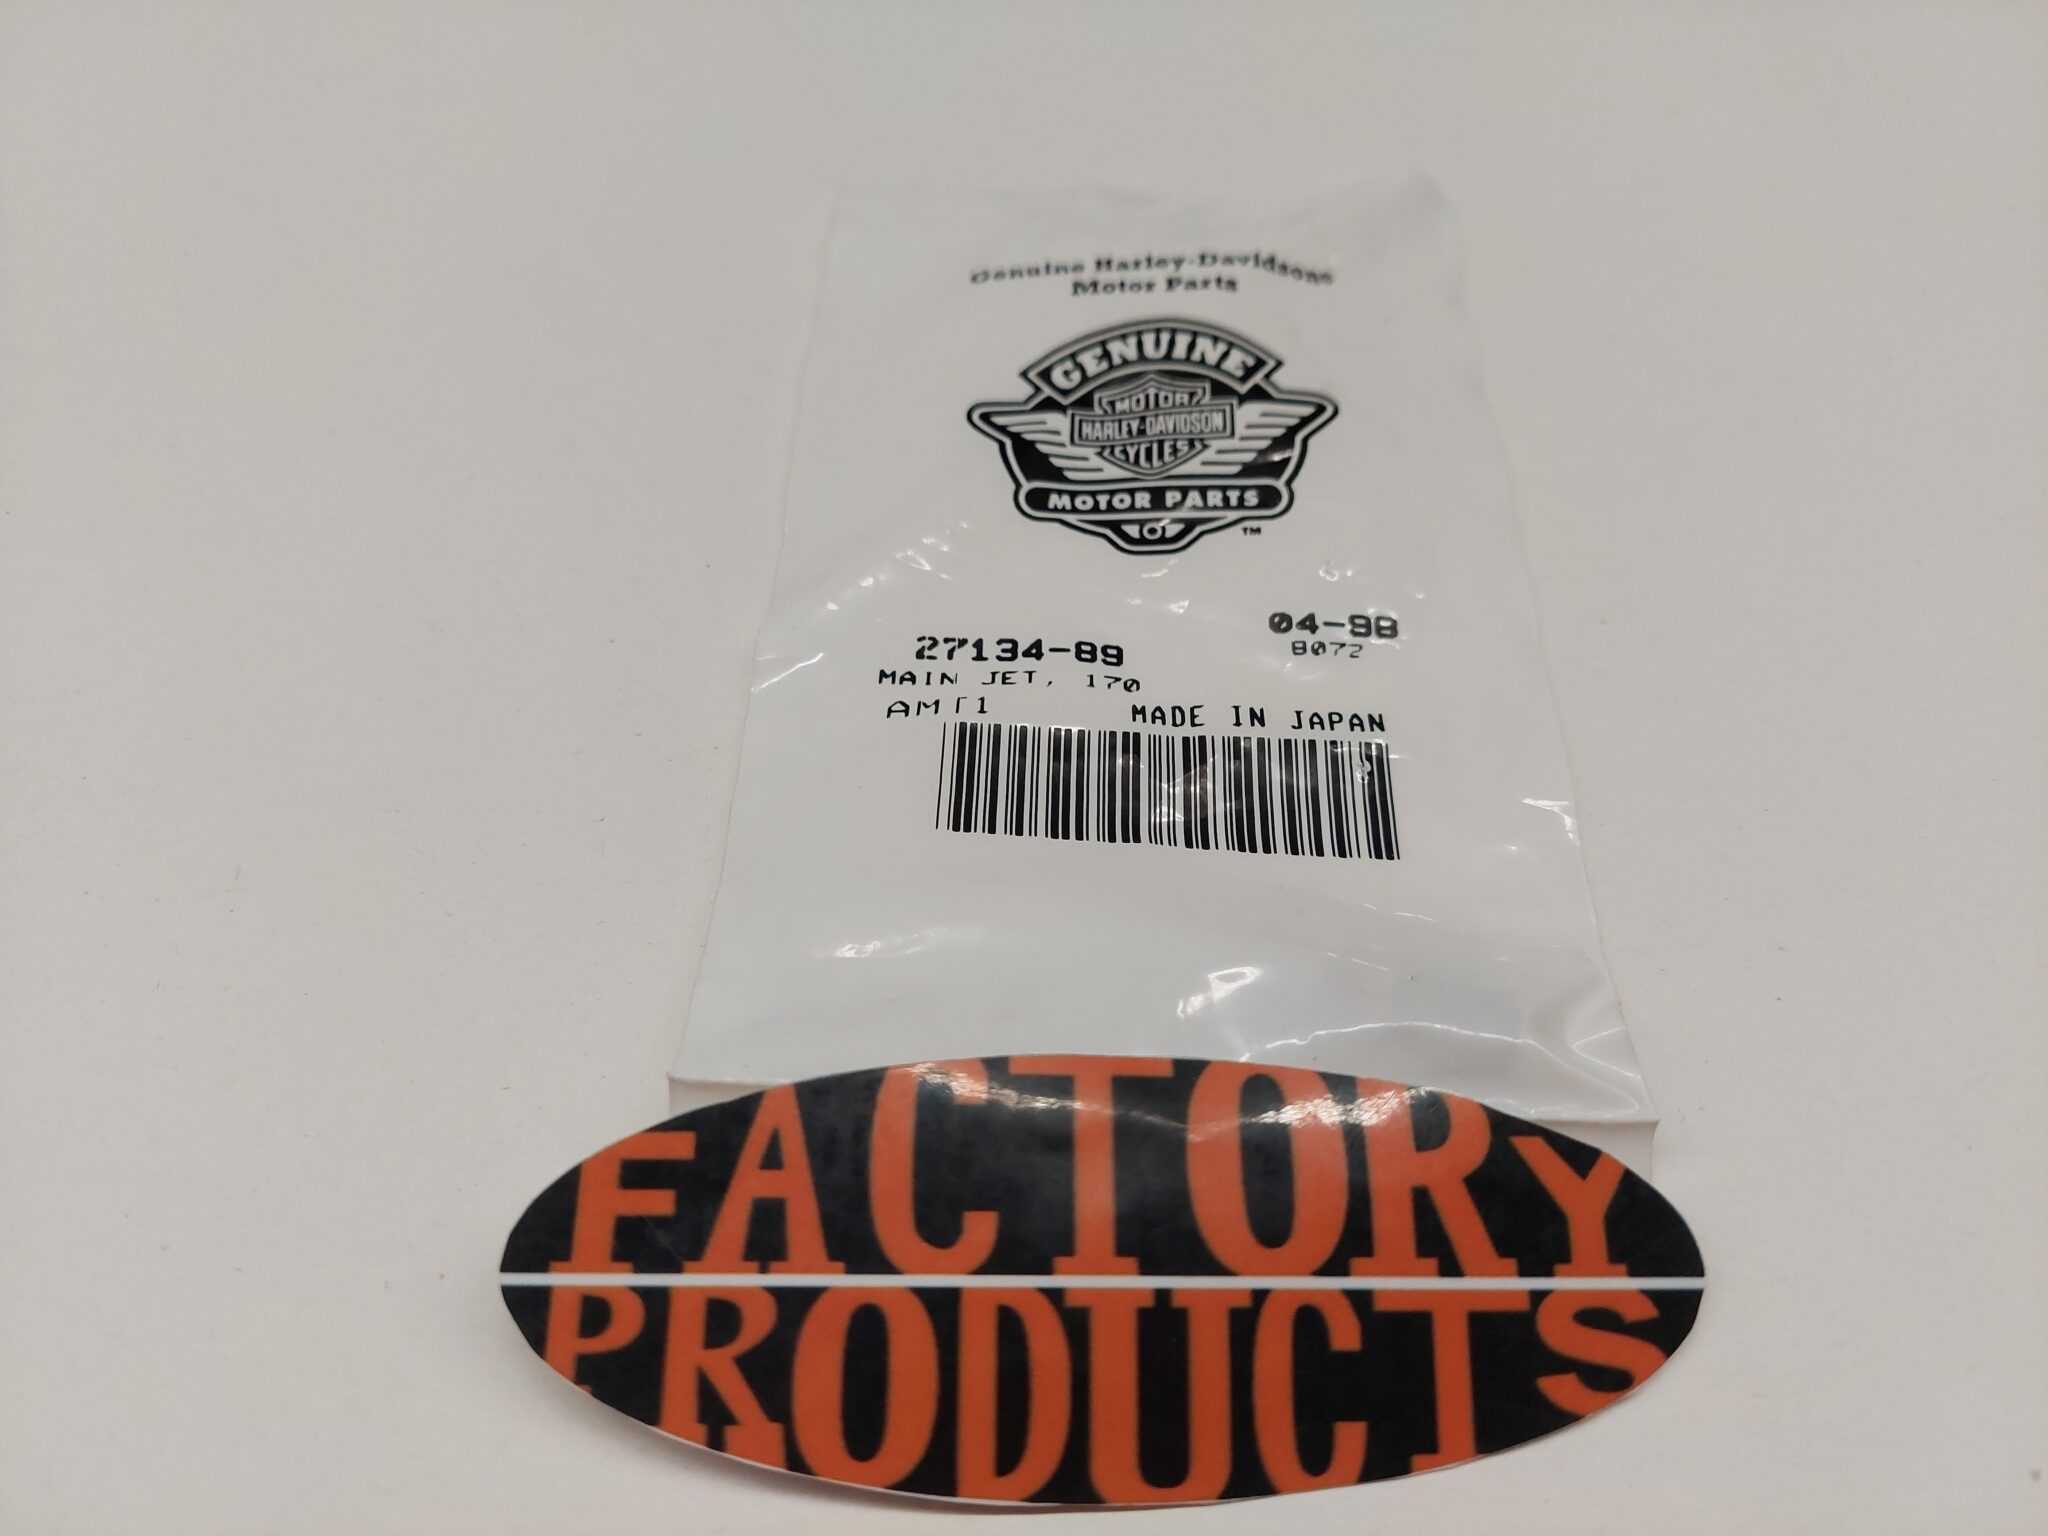 Genuine Harley-Davidson®
Motor Parts
GENUINE
MOTOR
HARLEY-DAVIDSON
CYCLES
MOTOR PARTS
TM
04-98
8072
27134-89
MAIN JET, 170
AMT1
MADE IN JAPAN
FACTORY
PRODUCTS